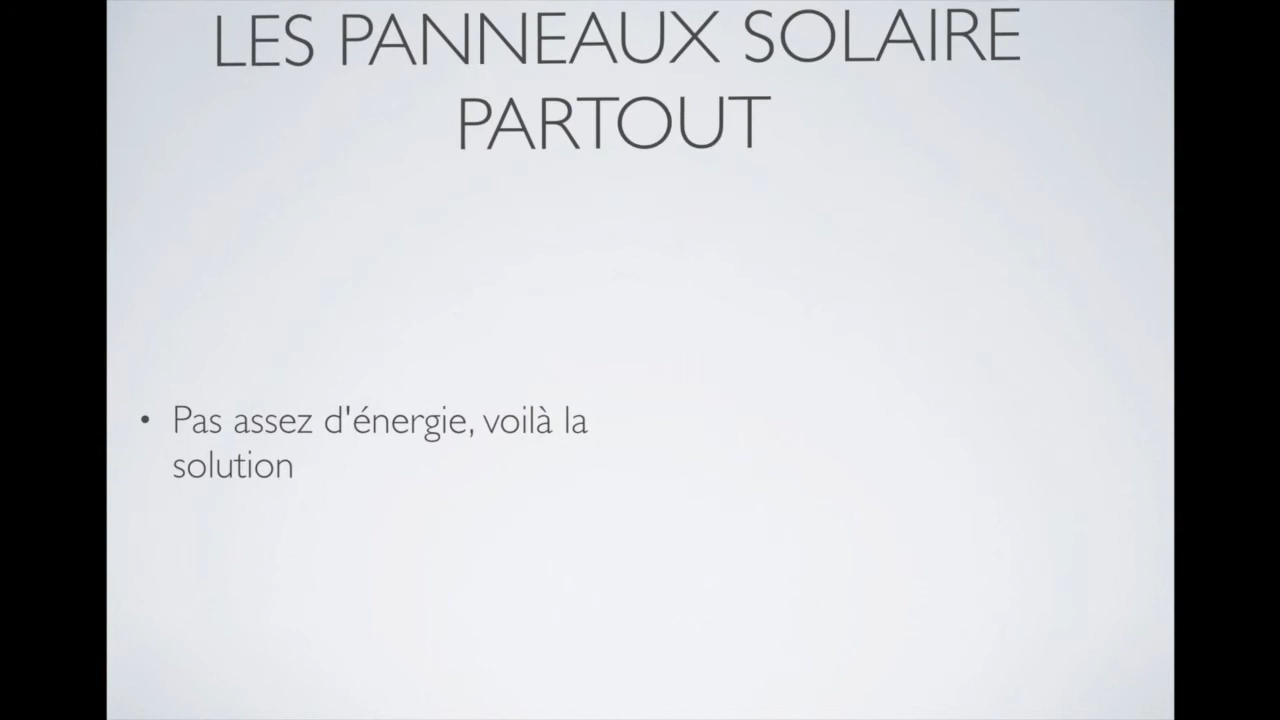 LES PANNEAUX SOLAIRE
PARTOUT
• Pas assez d'énergie, voilà la
solution